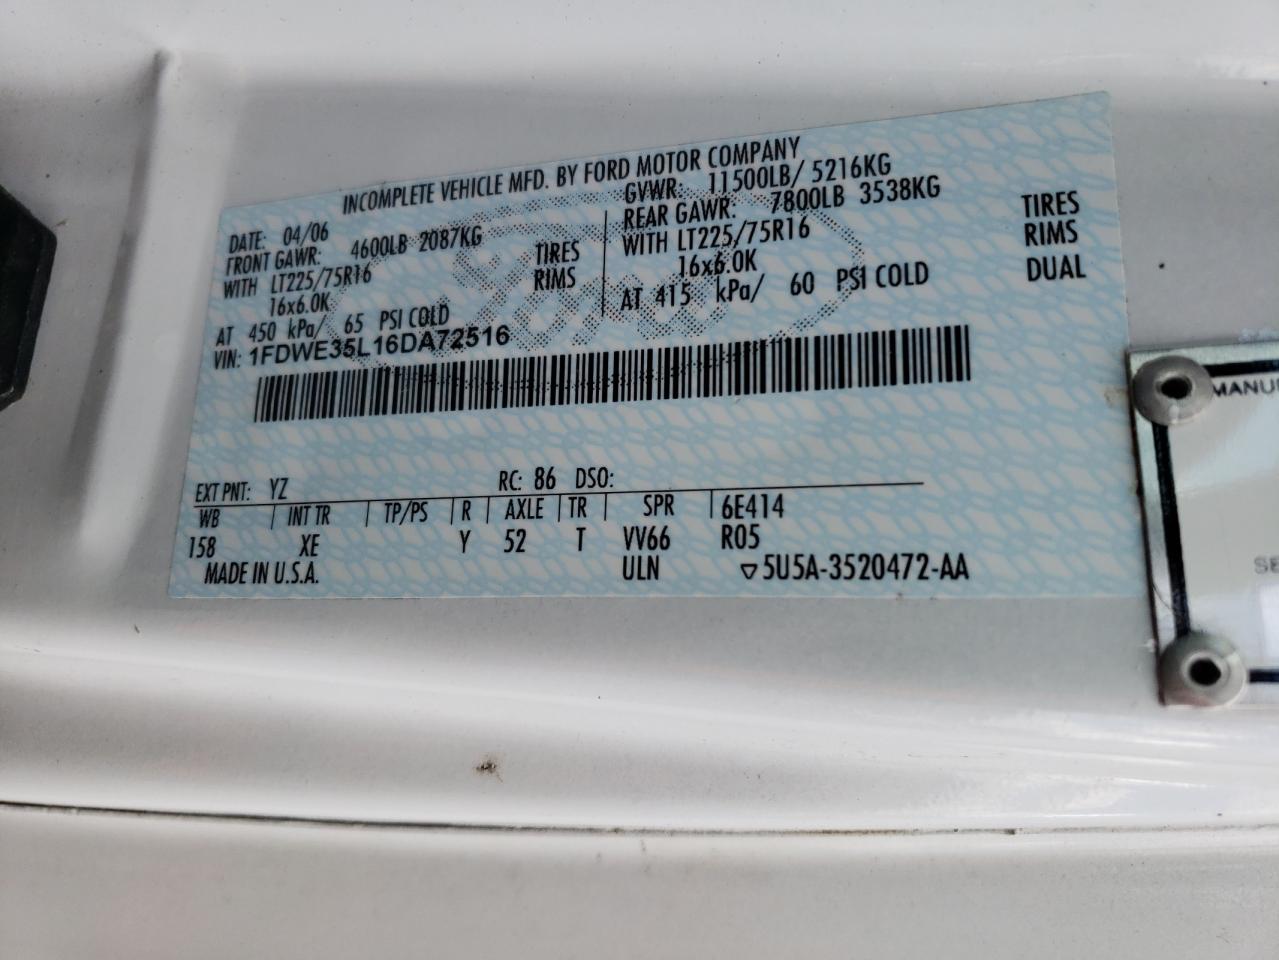 INCOMPLETE VEHICLE MFD. BY FORD MOTOR COMPANY
DATE: 04/06 GVWR: 11500LB/ 5216KG
FRONT GAWR: 4600LB 2087KG REAR GAWR: 7800LB 3538KG
WITH LT225/75R16 TIRES WITH LT225/75R16 TIRES
16x6.0K RIMS 16x6.0K RIMS
AT 450 kPa/ 65 PSI COLD AT 415 kPa/ 60 PSI COLD DUAL
VIN: 1FDWE35L16DA72516
Ford
EXT PNT: YZ RC: 86 DSO:
WB | INT TR | TP/PS | R | AXLE | TR | SPR | 6E414
158 XE Y 52 T VV66 R05
MADE IN U.S.A. ULN ▽5U5A-3520472-AA